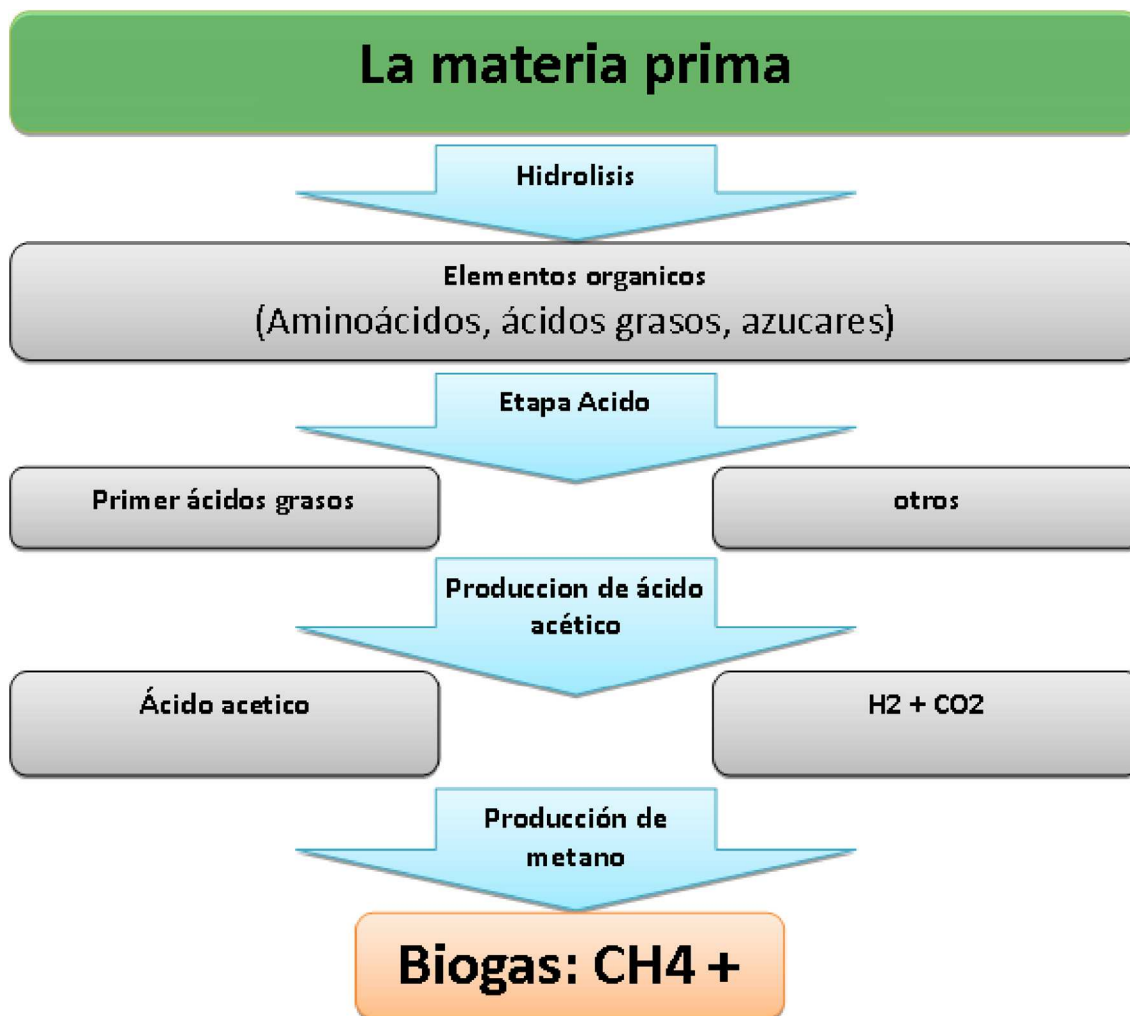 La materia prima
Hidrolisis
Elementos organicos
(Aminoácidos, ácidos grasos, azucares)
Etapa Acido
Primer ácidos grasos
otros
Produccion de ácido
acético
Ácido acetico
H2 + CO2
Producción de
metano
Biogas: CH4 +